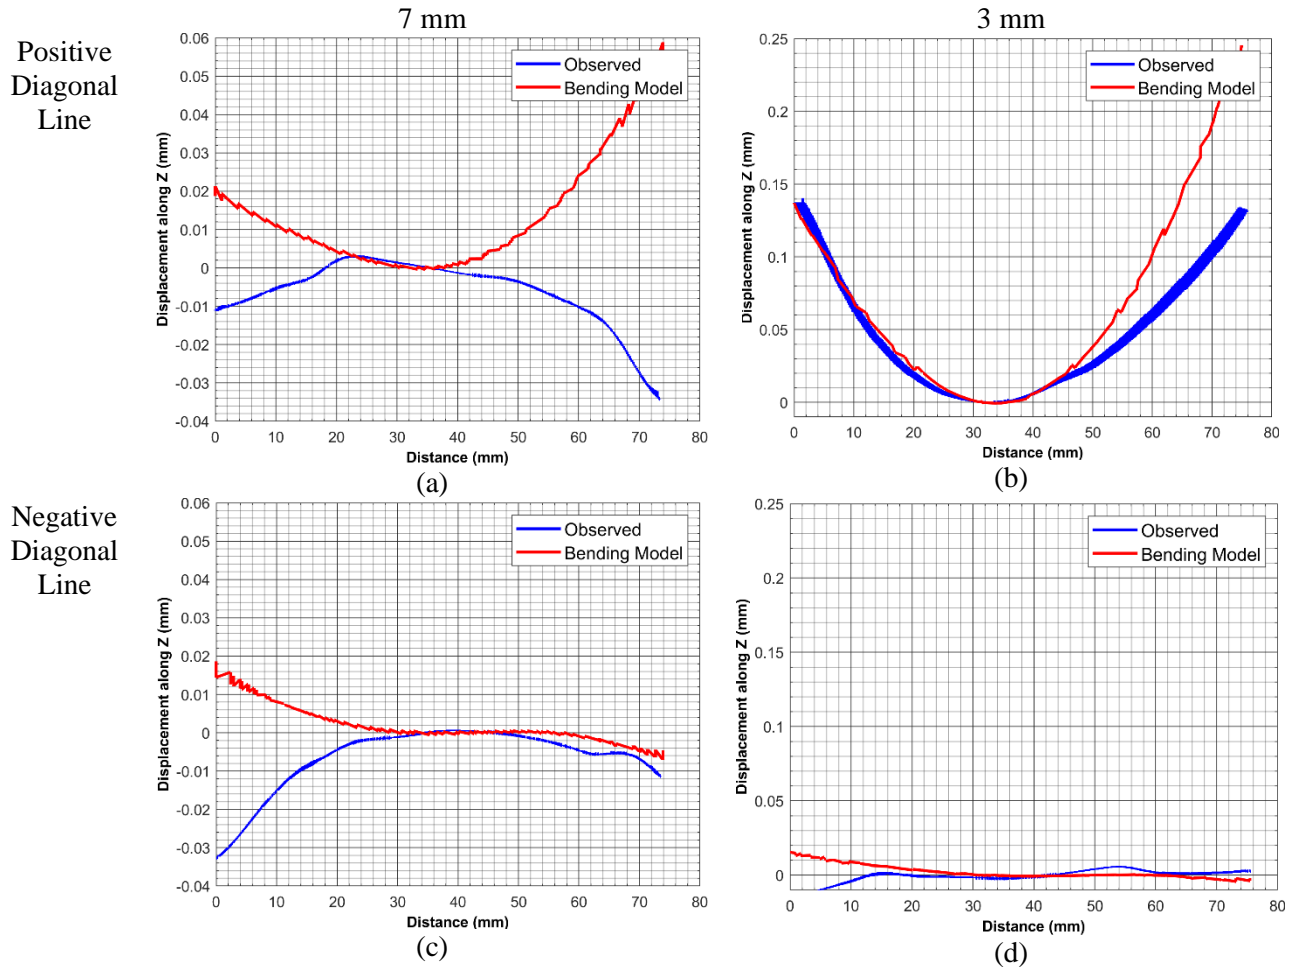 7 mm
3 mm
Positive
Diagonal
Line
0.06
0.05
0.04
0.03
0.02
0.01
0
-0.01
-0.02
-0.03
-0.04
Displacement along Z (mm)
Observed
Bending Model
0 10 20 30 40 50 60 70 80
Distance (mm)
(a)
0.25
0.2
0.15
0.1
0.05
0
Displacement along Z (mm)
Observed
Bending Model
0 10 20 30 40 50 60 70 80
Distance (mm)
(b)
Negative
Diagonal
Line
0.06
0.05
0.04
0.03
0.02
0.01
0
-0.01
-0.02
-0.03
-0.04
Displacement along Z (mm)
Observed
Bending Model
0 10 20 30 40 50 60 70 80
Distance (mm)
(c)
0.25
0.2
0.15
0.1
0.05
0
Displacement along Z (mm)
Observed
Bending Model
0 10 20 30 40 50 60 70 80
Distance (mm)
(d)